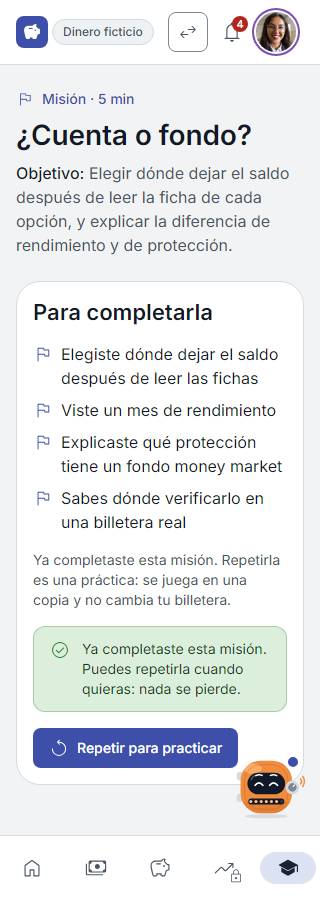 Dinero ficticio
4
Misión · 5 min
¿Cuenta o fondo?
Objetivo: Elegir dónde dejar el saldo
después de leer la ficha de cada
opción, y explicar la diferencia de
rendimiento y de protección.
Para completarla
Elegiste dónde dejar el saldo
después de leer las fichas
Viste un mes de rendimiento
Explicaste qué protección
tiene un fondo money market
Sabes dónde verificarlo en
una billetera real
Ya completaste esta misión. Repetirla
es una práctica: se juega en una
copia y no cambia tu billetera.
Ya completaste esta misión.
Puedes repetirla cuando
quieras: nada se pierde.
Repetir para practicar